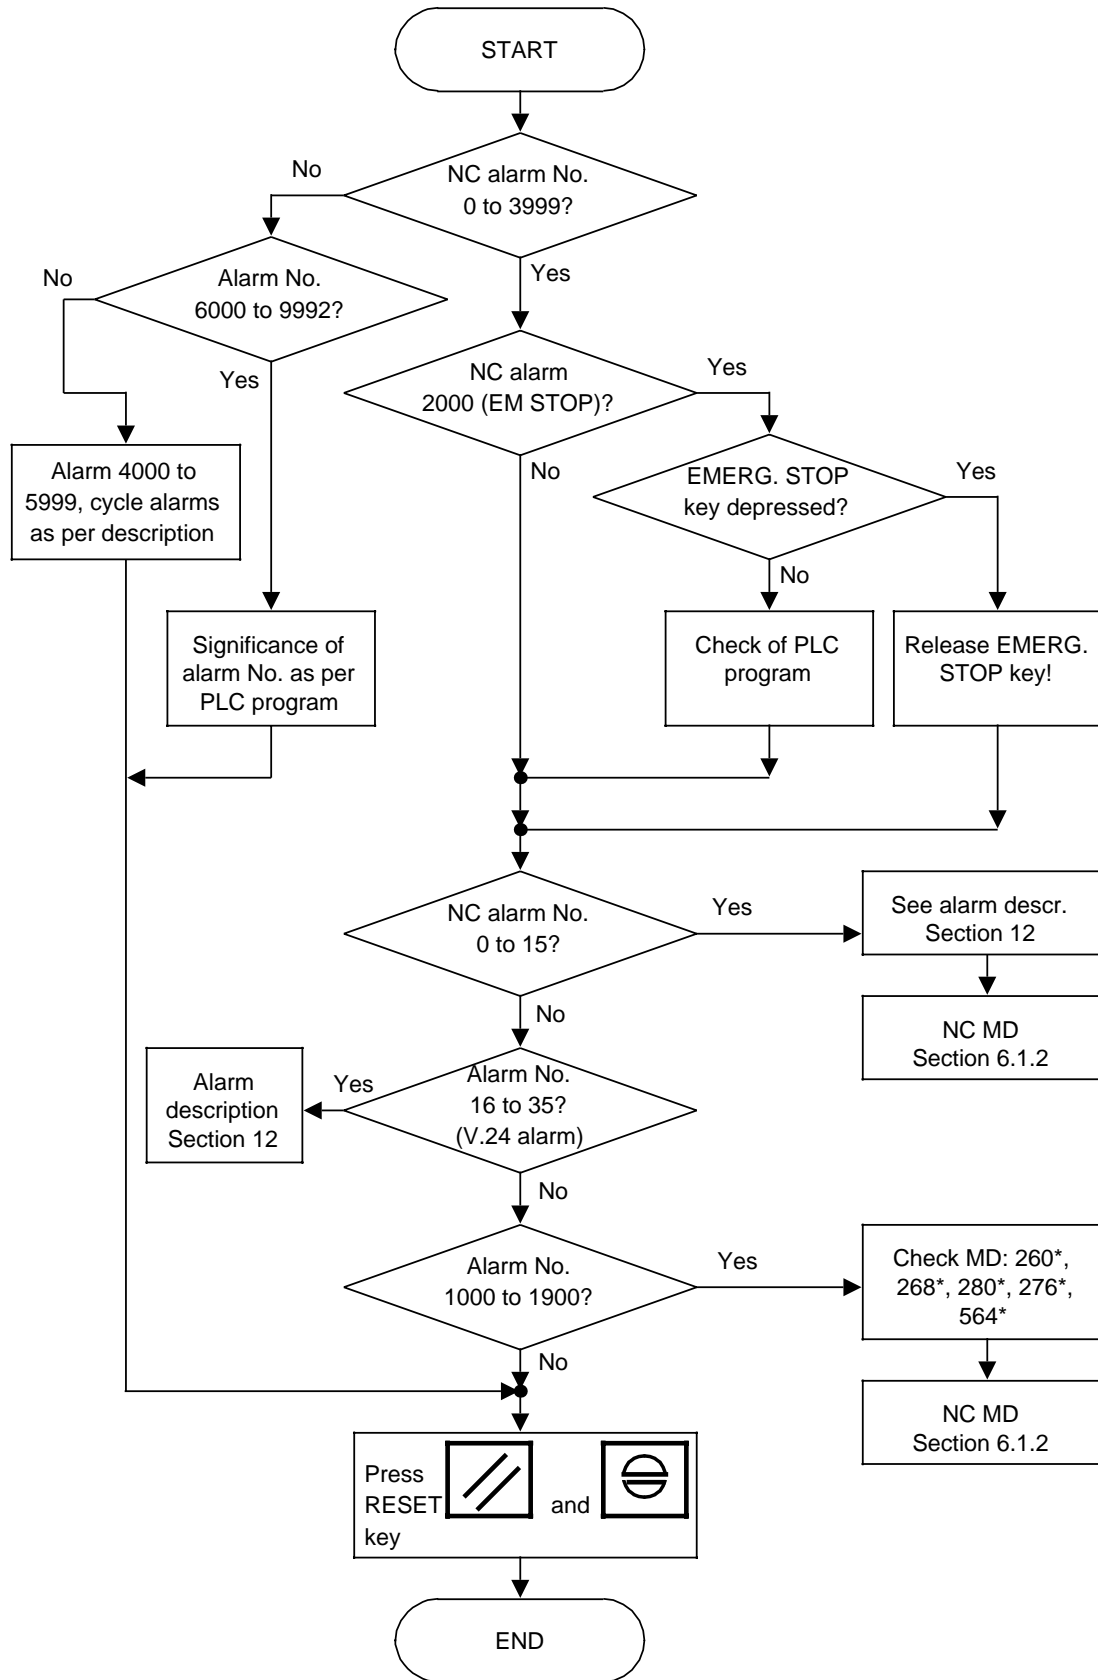 START
No
NC alarm No.
0 to 3999?
No
Alarm No.
6000 to 9992?
Yes
Yes
NC alarm
2000 (EM STOP)?
Yes
No
Alarm 4000 to
5999, cycle alarms
as per description
EMERG. STOP
key depressed?
Yes
No
Significance of
alarm No. as per
PLC program
Check of PLC
program
Release EMERG.
STOP key!
NC alarm No.
0 to 15?
Yes
See alarm descr.
Section 12
No
NC MD
Section 6.1.2
Alarm
description
Section 12
Yes
Alarm No.
16 to 35?
(V.24 alarm)
No
Alarm No.
1000 to 1900?
Yes
Check MD: 260*,
268*, 280*, 276*,
564*
No
NC MD
Section 6.1.2
Press
RESET and
key
END